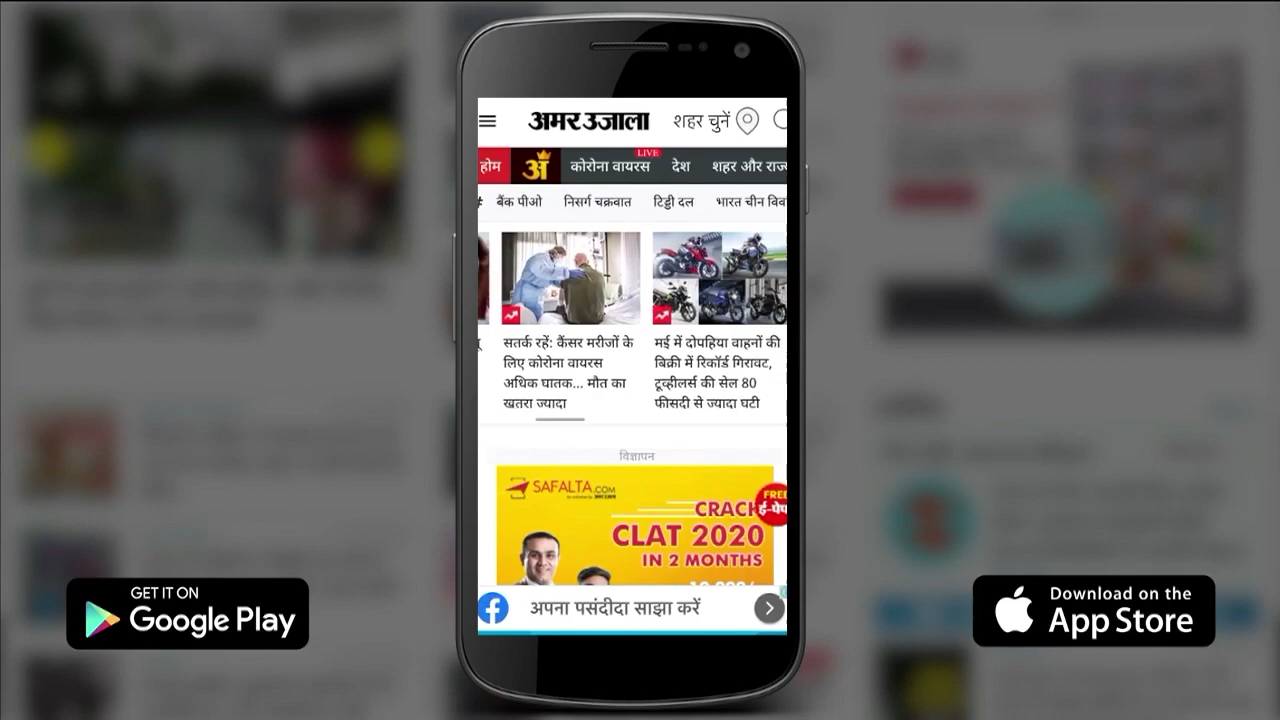 अमर उजाला
शहर चुनें
होम
अ
कोरोना वायरस
LIVE
देश
शहर और राज्
# बैंक पीओ
निसर्ग चक्रवात
टिड्डी दल
भारत चीन विव
सतर्क रहें: कैंसर मरीजों के
लिए कोरोना वायरस
अधिक घातक... मौत का
खतरा ज्यादा
मई में दोपहिया वाहनों की
बिक्री में रिकॉर्ड गिरावट,
टूव्हीलर्स की सेल 80
फीसदी से ज्यादा घटी
विज्ञापन
SAFALTA.COM
CRACK
FREE
ई-पेप
CLAT 2020
IN 2 MONTHS
अपना पसंदीदा साझा करें
GET IT ON
Google Play
Download on the
App Store